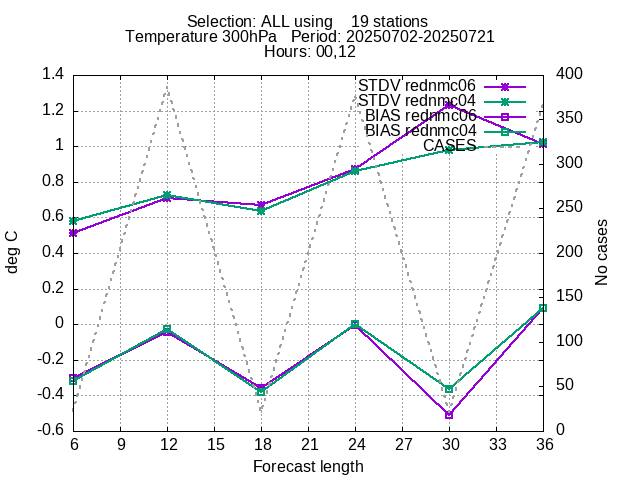 Selection: ALL using    19 stations
Temperature 300hPa   Period: 20250702-20250721
Hours: 00,12
1.4
1.2
1
0.8
0.6
0.4
0.2
0
-0.2
-0.4
-0.6
deg C
STDV rednmc06
STDV rednmc04
BIAS rednmc06
BIAS rednmc04
CASES
400
350
300
250
200
150
100
50
0
No cases
6 9 12 15 18 21 24 27 30 33 36
Forecast length